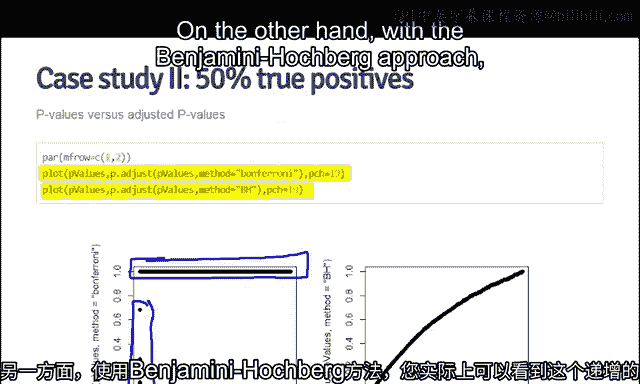 On the other hand, with the
Benjamini-Hochberg approach,
Case study II: 50% true positives
P-values versus adjusted P-values
par(mfrow=c(1,2))
plot(pValues,p.adjust(pValues,method="bonferroni"),pch=19)
plot(pValues,p.adjust(pValues,method="BH"),pch=19)
Values, method = "bonferroni")
1.0
0.8
0.6
0.4
Values, method = "BH")
1.0
0.8
0.6
0.4
另一方面，使用Benjamini-Hochberg方法，您实际上可以看到这个递增的